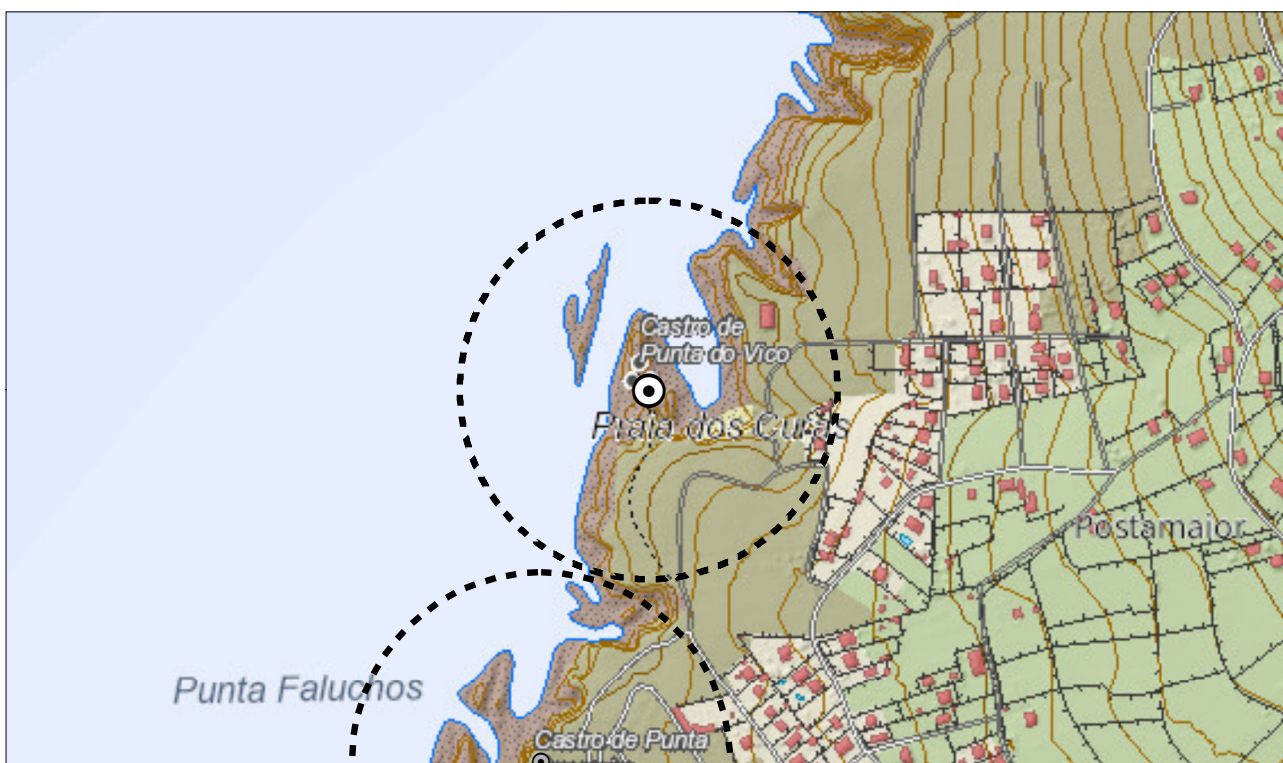 Castro de
Punta do Vico
Praia dos Curas
Postamaior
Punta Faluchos
Castro de Punta